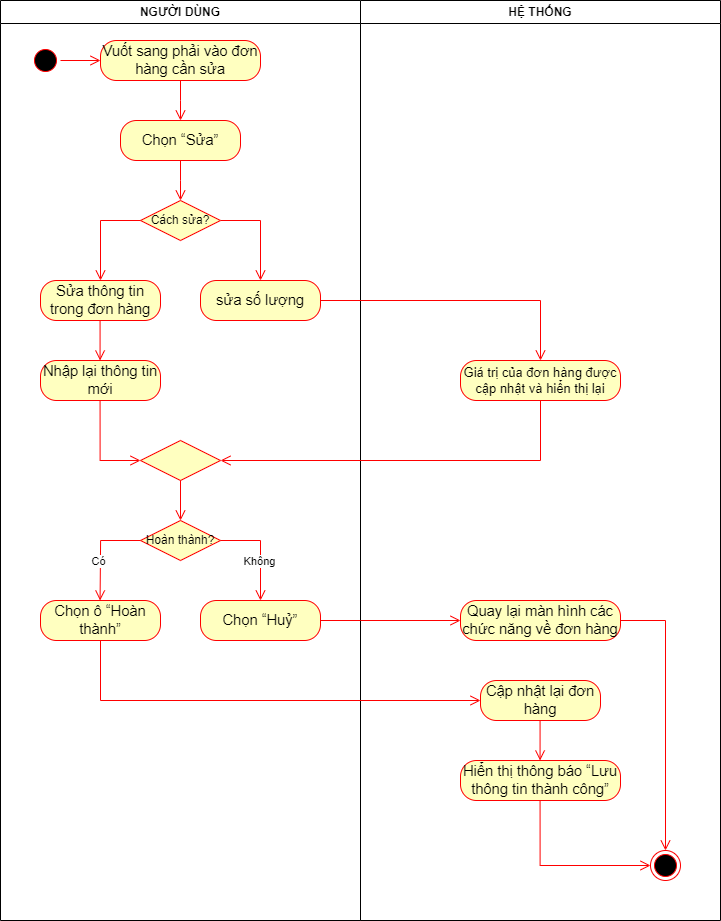 NGƯỜI DÙNG
HỆ THỐNG
Vuốt sang phải vào đơn
hàng cần sửa
Chọn “Sửa”
Cách sửa?
Sửa thông tin
trong đơn hàng
sửa số lượng
Nhập lại thông tin
mới
Giá trị của đơn hàng được
cập nhật và hiển thị lại
Hoàn thành?
Có
Không
Chọn ô “Hoàn
thành”
Chọn “Huỷ”
Quay lại màn hình các
chức năng về đơn hàng
Cập nhật lại đơn
hàng
Hiển thị thông báo “Lưu
thông tin thành công”